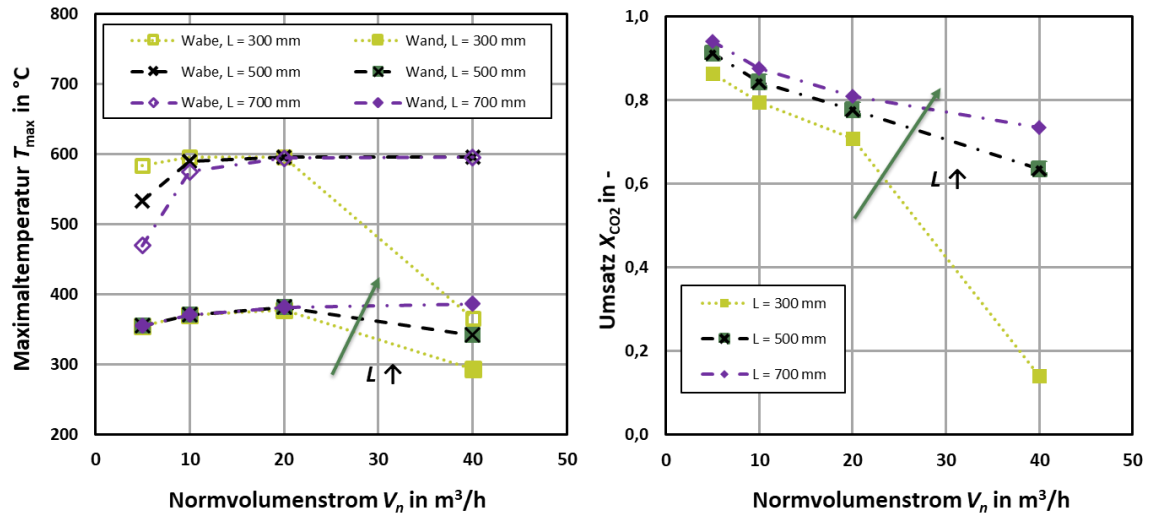 Maximaltemperatur Tmax in °C
800
700
600
500
400
300
200
Wabe, L = 300 mm
Wand, L = 300 mm
Wabe, L = 500 mm
Wand, L = 500 mm
Wabe, L = 700 mm
Wand, L = 700 mm
L ↑
0
10
20
30
40
50
Normvolumenstrom Vn in m³/h
Umsatz XCO2 in -
1,0
0,8
0,6
0,4
0,2
0,0
L ↑
L = 300 mm
L = 500 mm
L = 700 mm
0
10
20
30
40
50
Normvolumenstrom Vn in m³/h